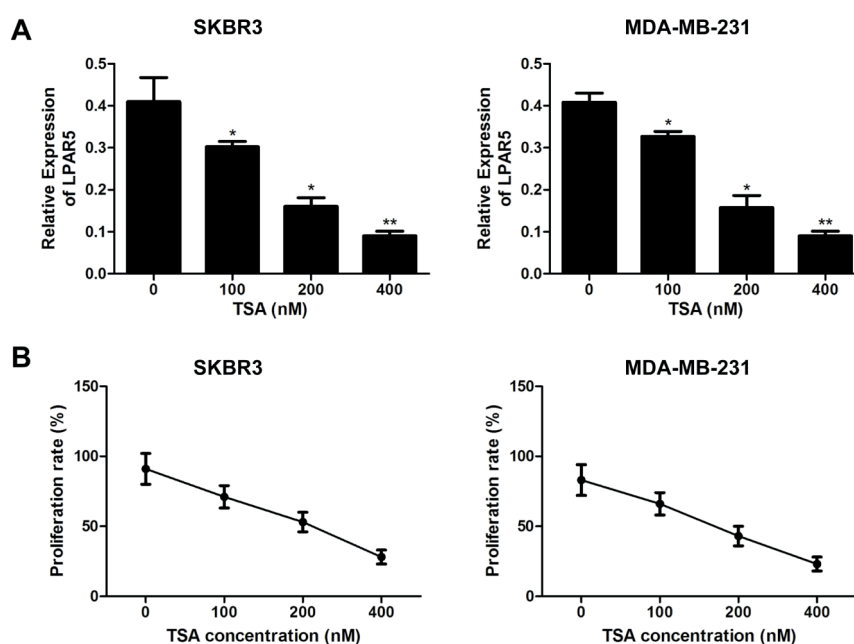 A
SKBR3
MDA-MB-231
Relative Expression
of LPAR5
0.5
0.4
0.3
0.2
0.1
0.0
*
*
**
0
100
200
400
TSA (nM)
Relative Expression
of LPAR5
0.5
0.4
0.3
0.2
0.1
0.0
*
*
**
0
100
200
400
TSA (nM)
B
SKBR3
MDA-MB-231
Proliferation rate (%)
150
100
50
0
0
100
200
400
TSA concentration (nM)
Proliferation rate (%)
150
100
50
0
0
100
200
400
TSA concentration (nM)